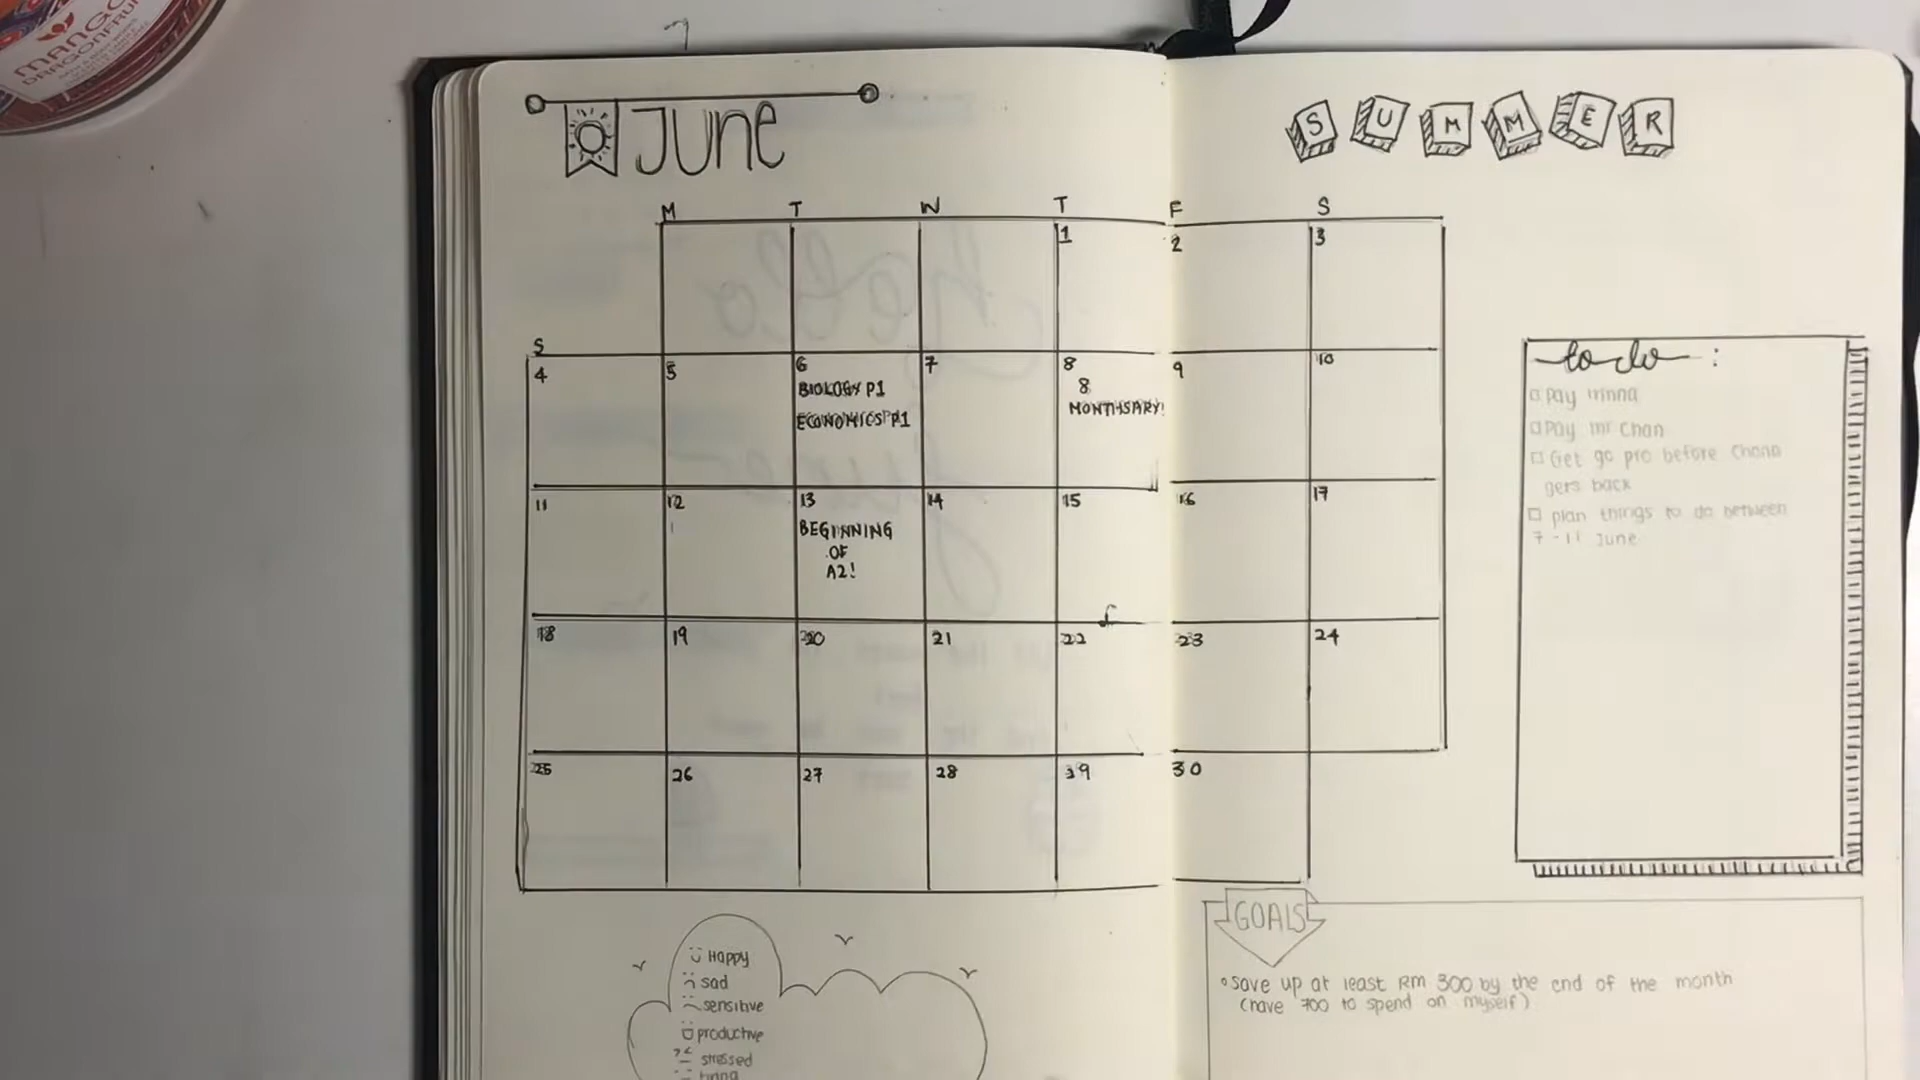 MANGO
DRAGONFRUIT
JUNE
SUMMER
M T W T F S
1 2 3
S
4 5 6 7 8 9 10
BIOLOGY P1
ECONOMICS P1
8
MONTHSARY!
11 12 13 14 15 16 17
BEGINNING
OF
A2!
18 19 20 21 22 23 24
25 26 27 28 29 30
to do :
Pay
Pay mr Chan
Get go pro before
gets back
plan things to do between
7 - 11 June
Happy
sad
sensitive
productive
stressed
GOALS
save up at least RM 300 by the end of the month
(have 700 to spend on myself)